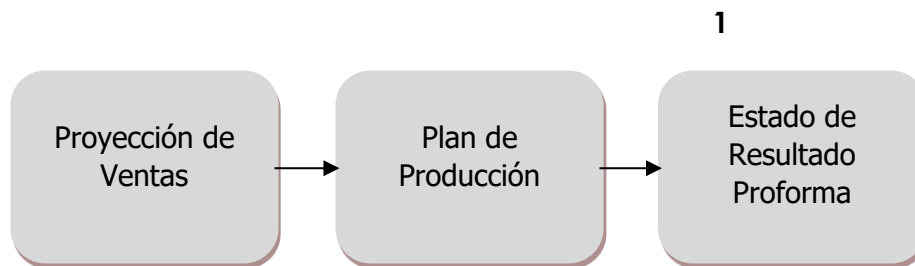 1
Proyección de
Ventas
Plan de
Producción
Estado de
Resultado
Proforma